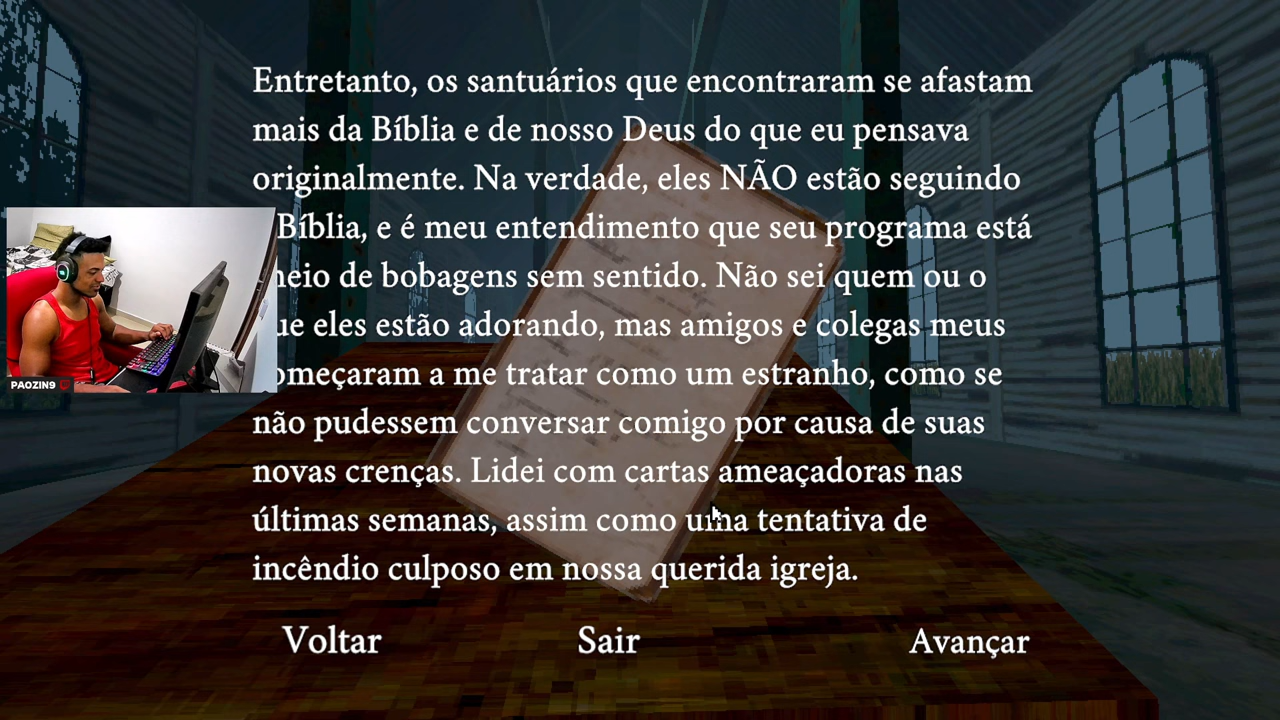 Entretanto, os santuários que encontraram se afastam
mais da Bíblia e de nosso Deus do que eu pensava
originalmente. Na verdade, eles NÃO estão seguindo
Bíblia, e é meu entendimento que seu programa está
de bobagens sem sentido. Não sei quem ou o
eles estão adorando, mas amigos e colegas meus
a me tratar como um estranho, como se
não pudessem conversar comigo por causa de suas
novas crenças. Lidei com cartas ameaçadoras nas
últimas semanas, assim como uma tentativa de
incêndio culposo em nossa querida igreja.
PAOZIN9
Voltar Sair Avançar